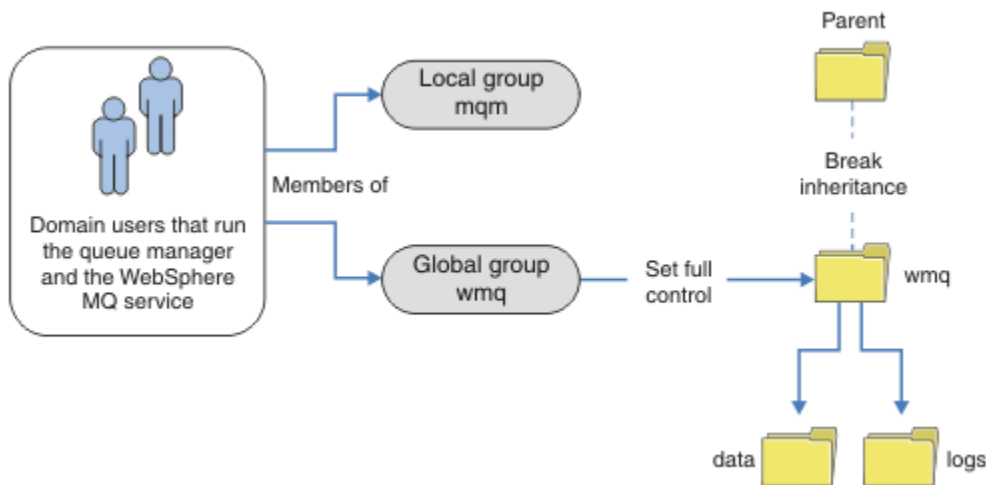 Parent
Local group
mqm
Break
inheritance
Members of
Domain users that run
the queue manager
and the WebSphere
MQ service
Global group
wmq
Set full
control
wmq
data
logs